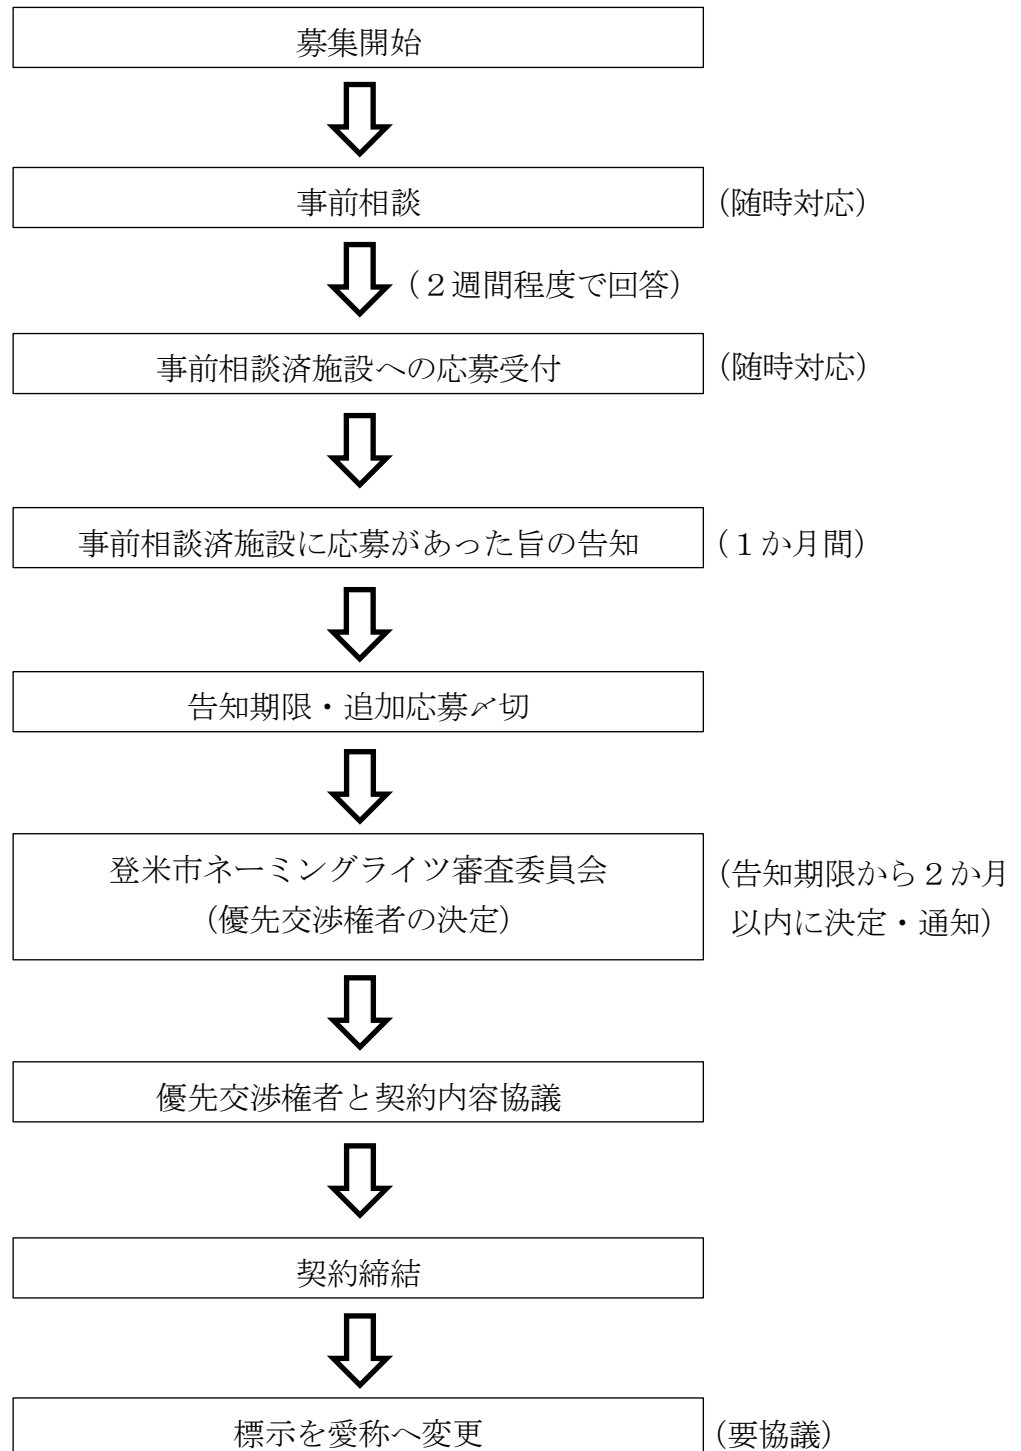 募集開始
事前相談
（随時対応）
（２週間程度で回答）
事前相談済施設への応募受付
（随時対応）
事前相談済施設に応募があった旨の告知
（１か月間）
告知期限・追加応募〆切
登米市ネーミングライツ審査委員会
（優先交渉権者の決定）
（告知期限から２か月
以内に決定・通知）
優先交渉権者と契約内容協議
契約締結
標示を愛称へ変更
（要協議）